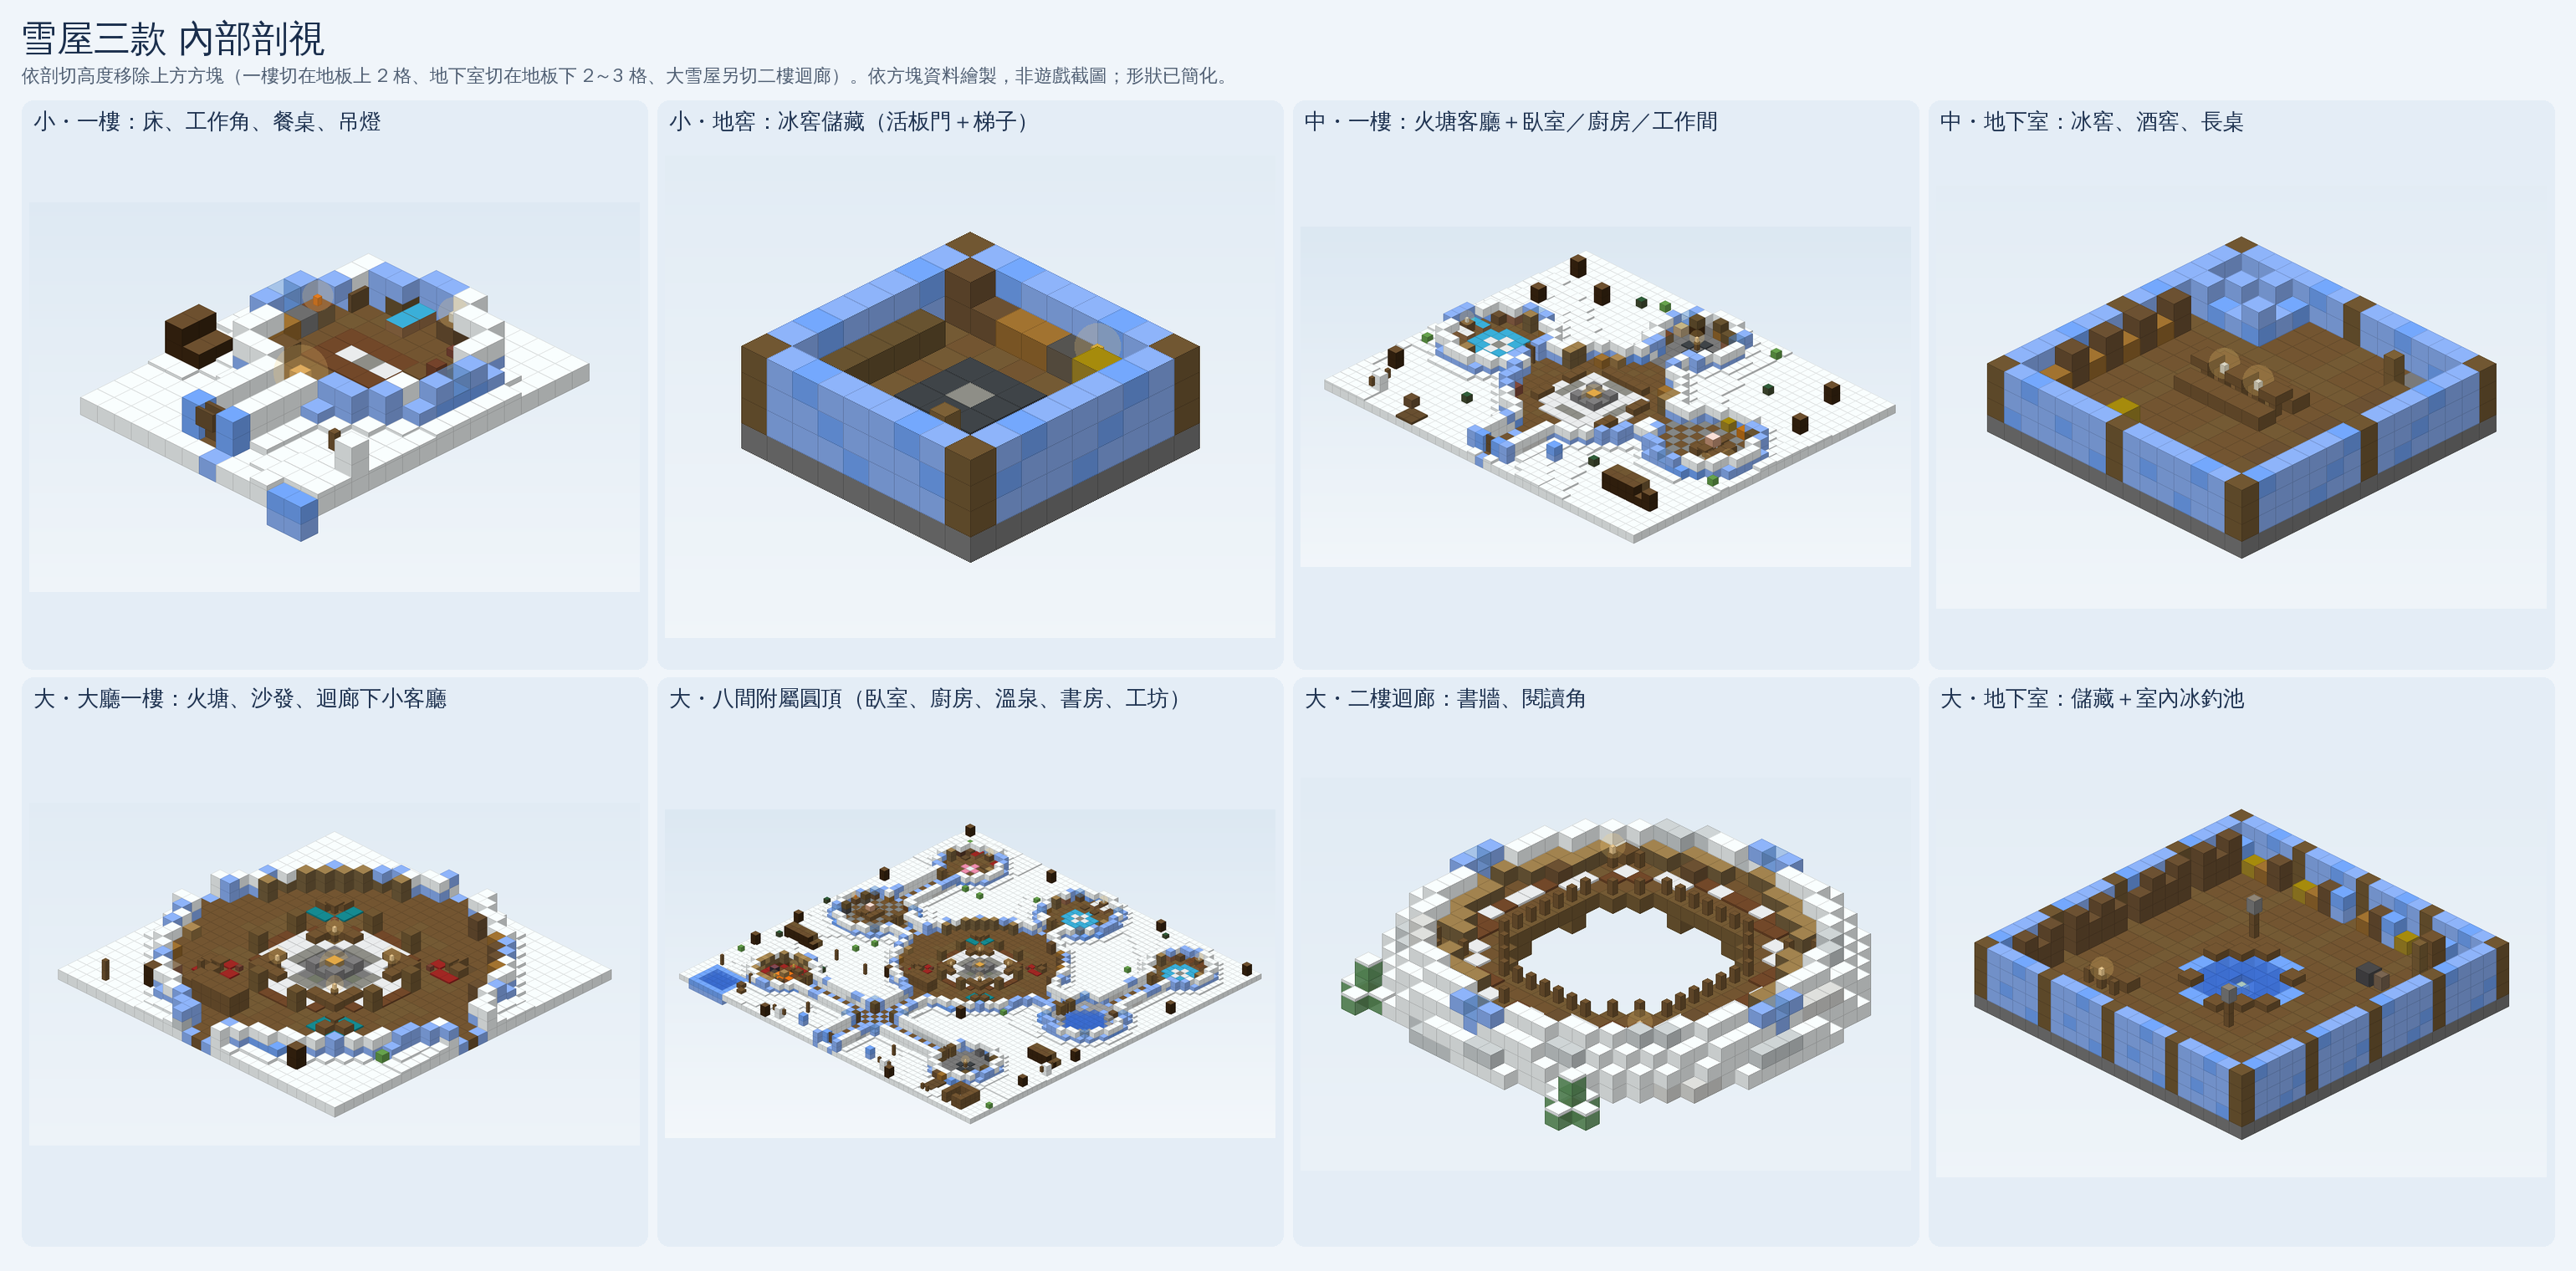 雪屋三款 內部剖視
依剖切高度移除上方方塊（一樓切在地板上 2 格、地下室切在地板下 2~3 格、大雪屋另切二樓迴廊）。依方塊資料繪製，非遊戲截圖；形狀已簡化。
小・一樓：床、工作角、餐桌、吊燈
小・地窖：冰窖儲藏（活板門＋梯子）
中・一樓：火塘客廳＋臥室／廚房／工作間
中・地下室：冰窖、酒窖、長桌
大・大廳一樓：火塘、沙發、迴廊下小客廳
大・八間附屬圓頂（臥室、廚房、溫泉、書房、工坊）
大・二樓迴廊：書牆、閱讀角
大・地下室：儲藏＋室內冰釣池